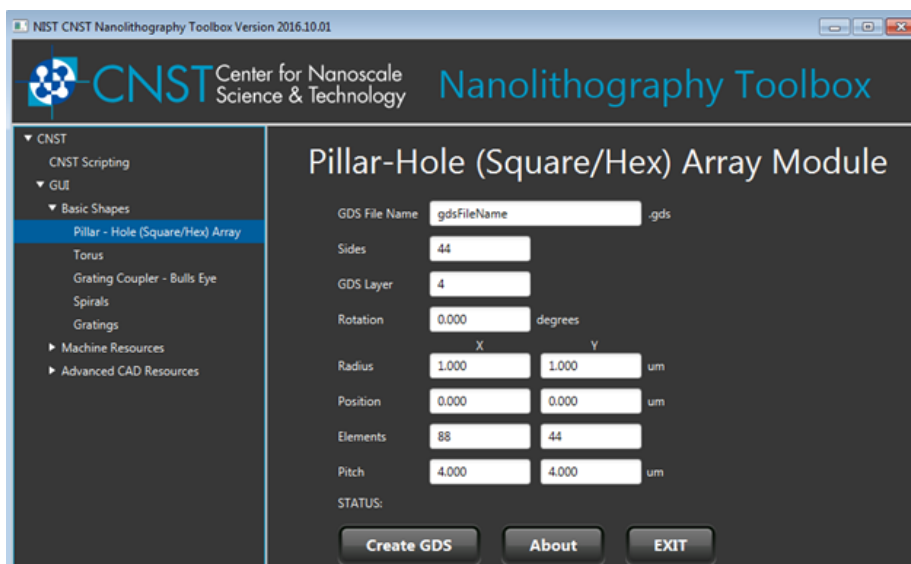 NIST CNST Nanolithography Toolbox Version 2016.10.01
CNST Center for Nanoscale Science & Technology
Nanolithography Toolbox
CNST
CNST Scripting
GUI
Basic Shapes
Pillar - Hole (Square/Hex) Array
Torus
Grating Coupler - Bulls Eye
Spirals
Gratings
Machine Resources
Advanced CAD Resources
Pillar-Hole (Square/Hex) Array Module
GDS File Name gdsFileName .gds
Sides 44
GDS Layer 4
Rotation 0.000 degrees
X Y
Radius 1.000 1.000 um
Position 0.000 0.000 um
Elements 88 44
Pitch 4.000 4.000 um
STATUS:
Create GDS About EXIT